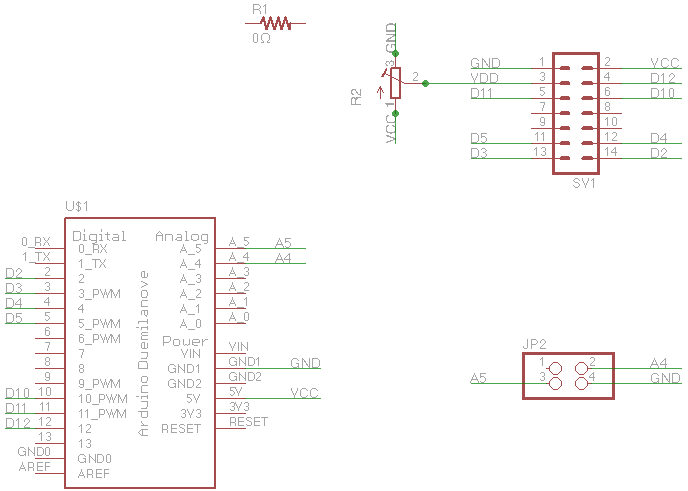 R1
0Ω
GND
3
2
R2
1
VCC
GND 1 2 VCC
VDD 3 4 D12
D11 5 6 D10
7 8
9 10
D5 11 12 D4
D3 13 14 D2
SV1
U$1
Digital Analog
0_RX 0_RX A_5 A_5 A5
1_TX 1_TX A_4 A_4 A4
D2 2 2 A_3 A_3
D3 3 3_PWM A_2 A_2
D4 4 4 A_1 A_1
D5 5 5_PWM A_0 A_0
6 6_PWM Power
7 7 VIN VIN
8 8 GND1 GND1 GND
9 9_PWM GND2 GND2
D10 10 10_PWM 5V 5V VCC
D11 11 11_PWM 3V3 3V3
D12 12 12 RESET RESET
13 13
GND0 GND0
AREF AREF
Arduino Duemilanove
JP2
1 2 A4
A5 3 4 GND